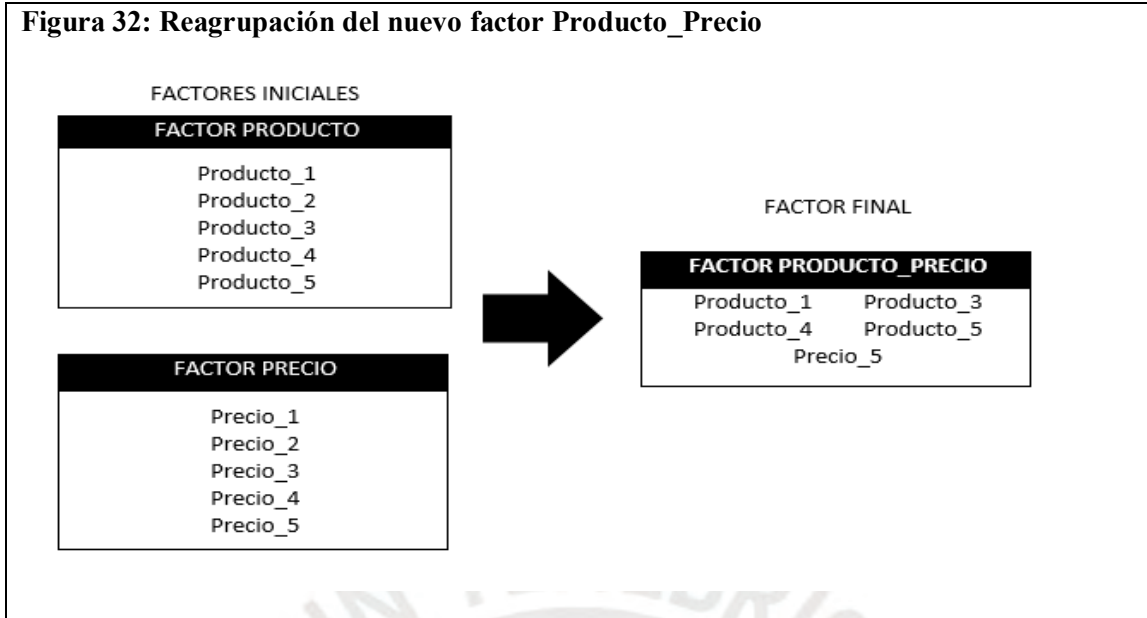 Figura 32: Reagrupación del nuevo factor Producto_Precio
FACTORES INICIALES
FACTOR PRODUCTO
Producto_1
Producto_2
Producto_3
Producto_4
Producto_5
FACTOR PRECIO
Precio_1
Precio_2
Precio_3
Precio_4
Precio_5
FACTOR FINAL
FACTOR PRODUCTO_PRECIO
Producto_1 Producto_3
Producto_4 Producto_5
Precio_5